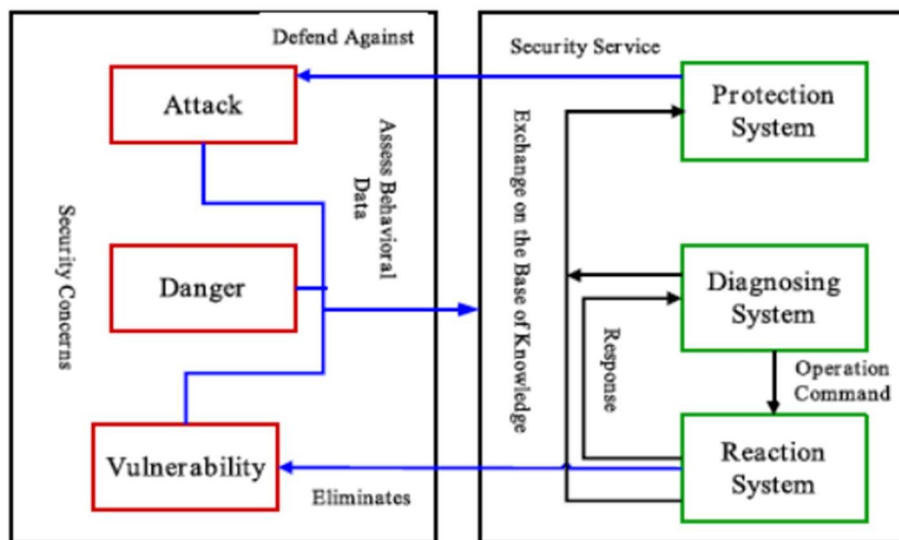 Defend Against
Attack
Assess Behavioral
Data
Security Concerns
Danger
Vulnerability
Eliminates
Security Service
Protection
System
Exchange on the Base of Knowledge
Diagnosing
System
Response
Operation
Command
Reaction
System